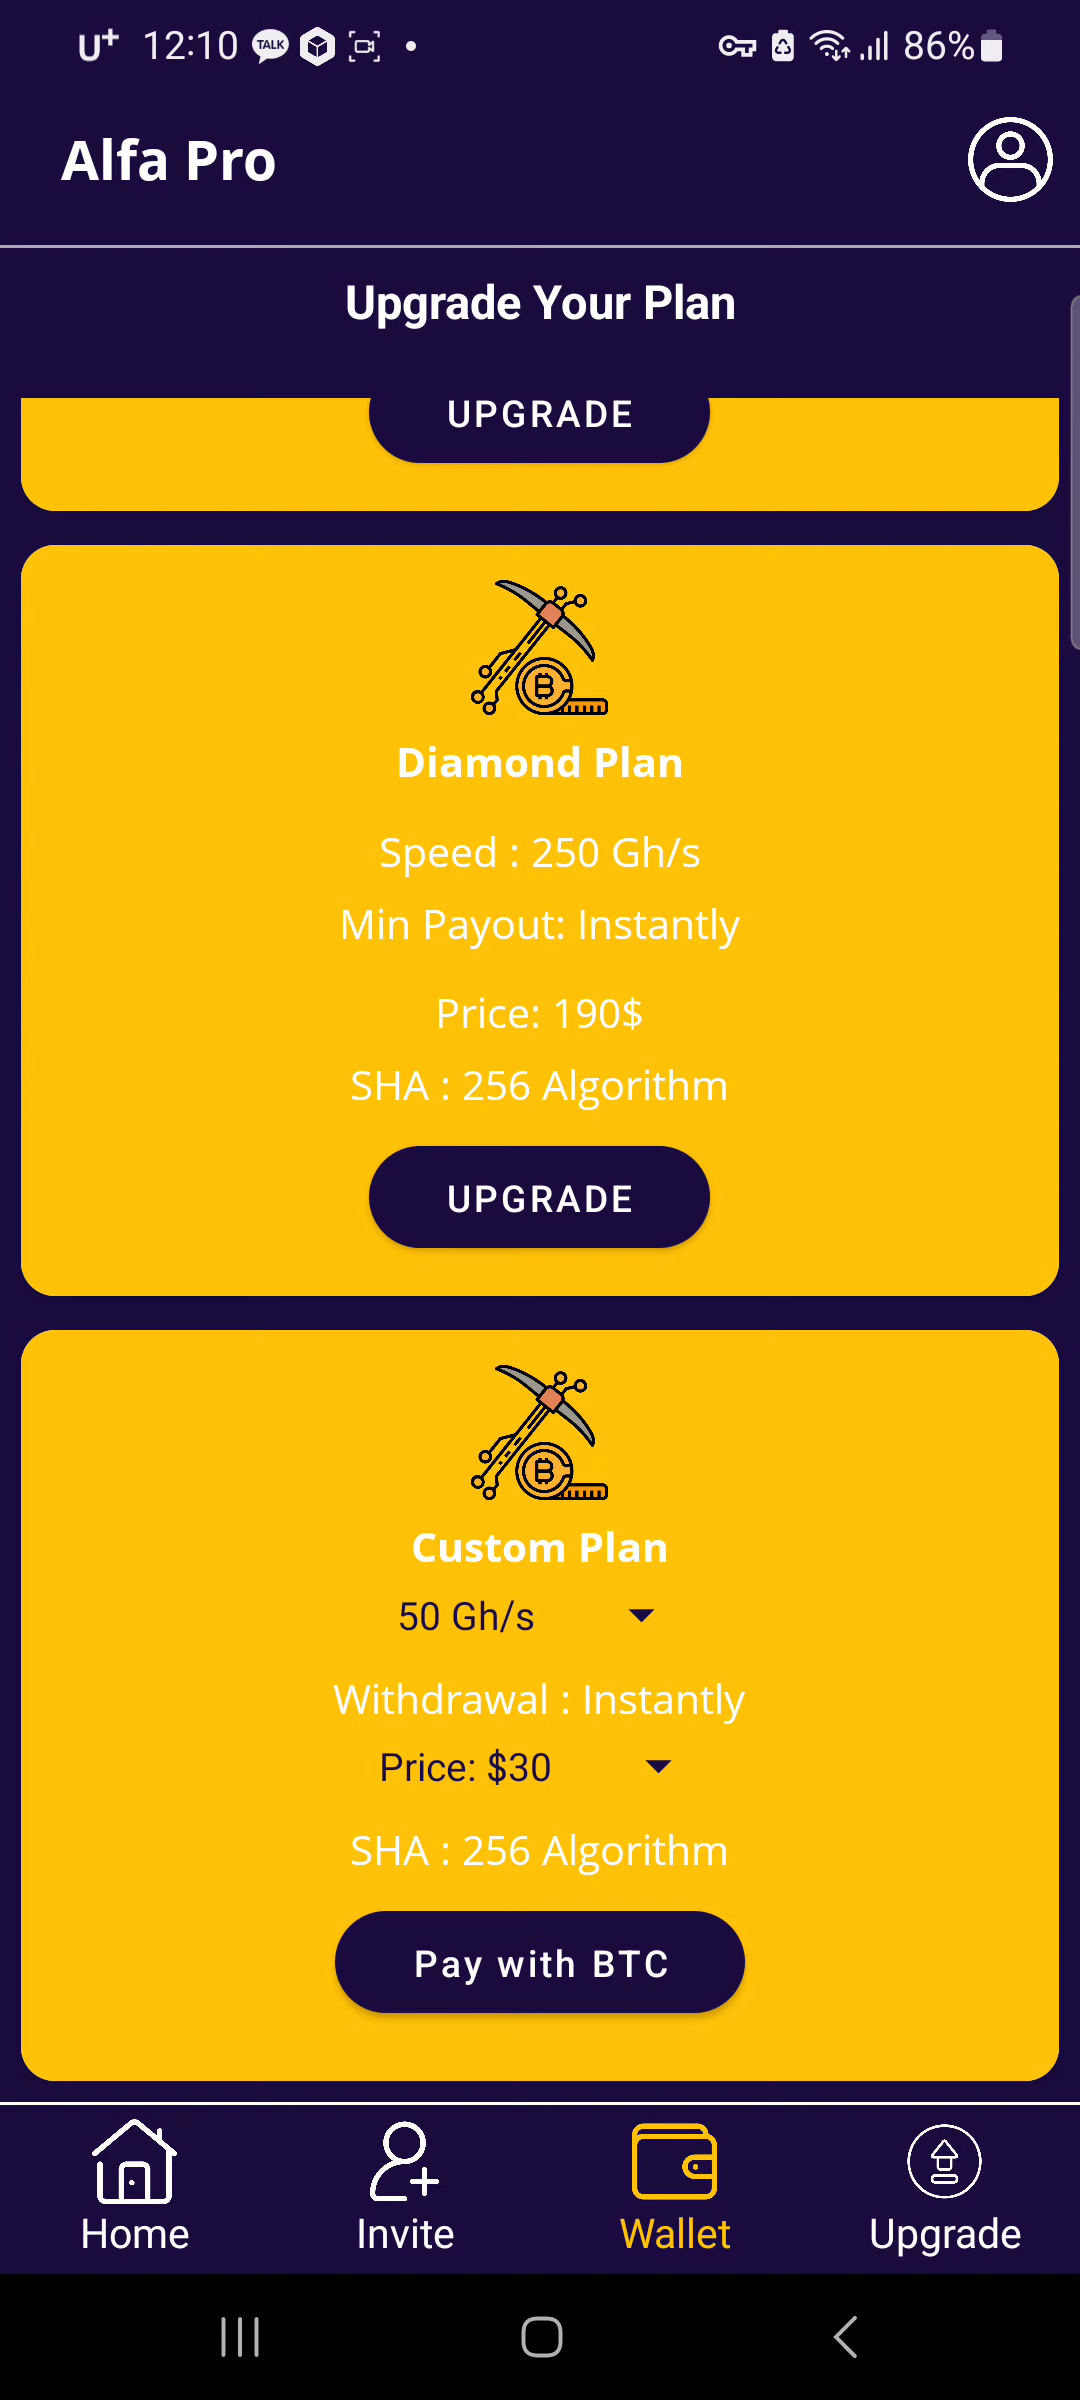 U+ 12:10 TALK 86%
Alfa Pro
Upgrade Your Plan
UPGRADE
Diamond Plan
Speed : 250 Gh/s
Min Payout: Instantly
Price: 190$
SHA : 256 Algorithm
UPGRADE
Custom Plan
50 Gh/s
Withdrawal : Instantly
Price: $30
SHA : 256 Algorithm
Pay with BTC
Home Invite Wallet Upgrade